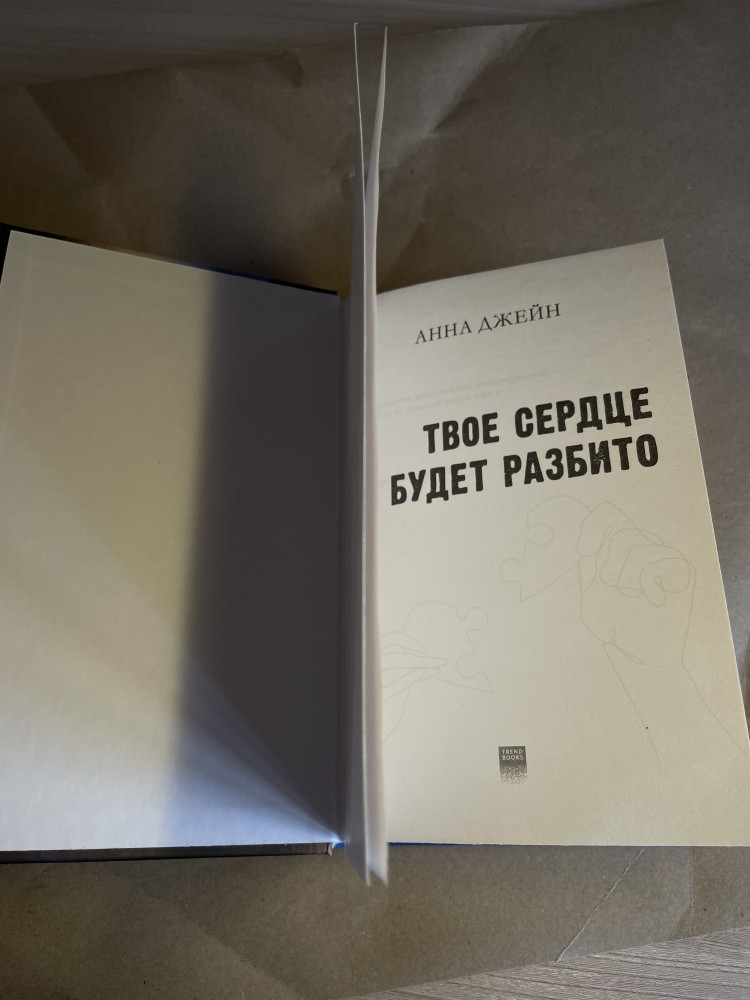 АННА ДЖЕЙН
ТВОЕ СЕРДЦЕ
БУДЕТ РАЗБИТО
TREND
BOOKS